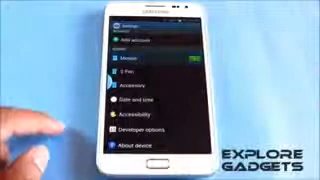 SAMSUNG
Settings
Add account
Motion
S Pen
Accessory
Date and time
Accessibility
Developer options
About device
EXPLORE
GADGETS